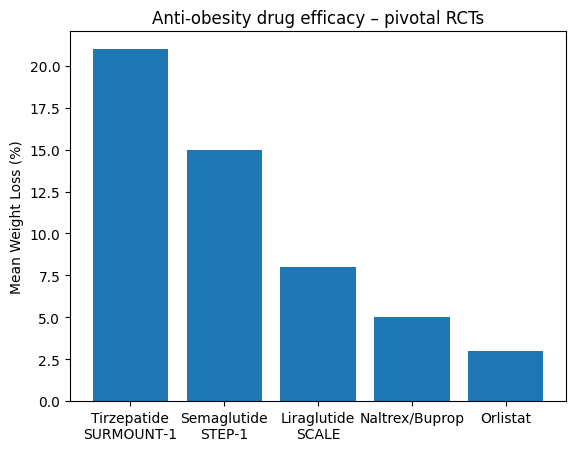 Anti-obesity drug efficacy – pivotal RCTs
Mean Weight Loss (%)
20.0
17.5
15.0
12.5
10.0
7.5
5.0
2.5
0.0
Tirzepatide
SURMOUNT-1
Semaglutide
STEP-1
Liraglutide
SCALE
Naltrex/Buprop
Orlistat